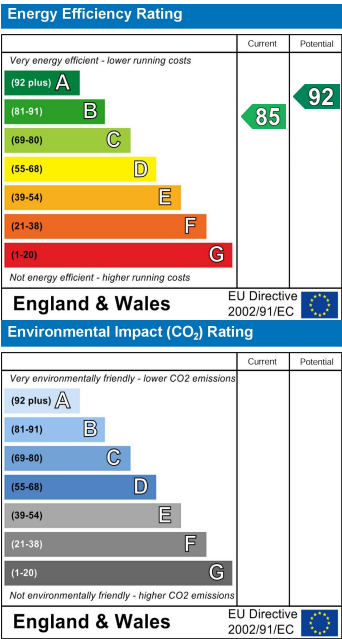 Energy Efficiency Rating
Current Potential
Very energy efficient - lower running costs
(92 plus) A
(81-91) B
(69-80) C
(55-68) D
(39-54) E
(21-38) F
(1-20) G
85
92
Not energy efficient - higher running costs
England & Wales
EU Directive
2002/91/EC
Environmental Impact (CO₂) Rating
Current Potential
Very environmentally friendly - lower CO2 emissions
(92 plus) A
(81-91) B
(69-80) C
(55-68) D
(39-54) E
(21-38) F
(1-20) G
Not environmentally friendly - higher CO2 emissions
England & Wales
EU Directive
2002/91/EC